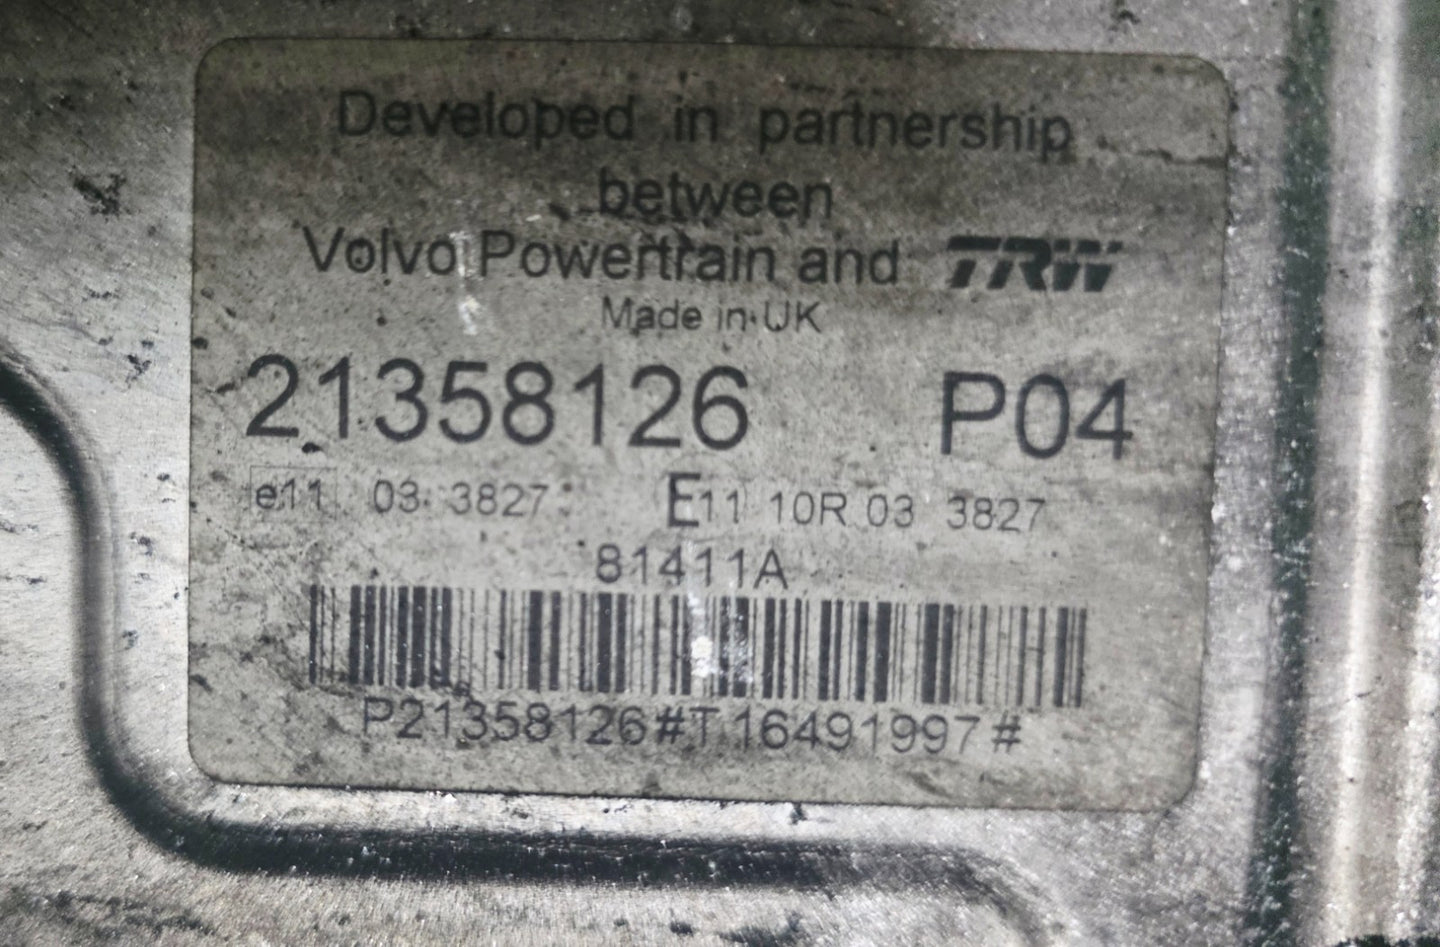 Developed in partnership
between
Volvo Powertrain and TRW
Made in UK
21358126 P04
e11 03 3827 E11 10R 03 3827
81411A
P21358126#T16491997#